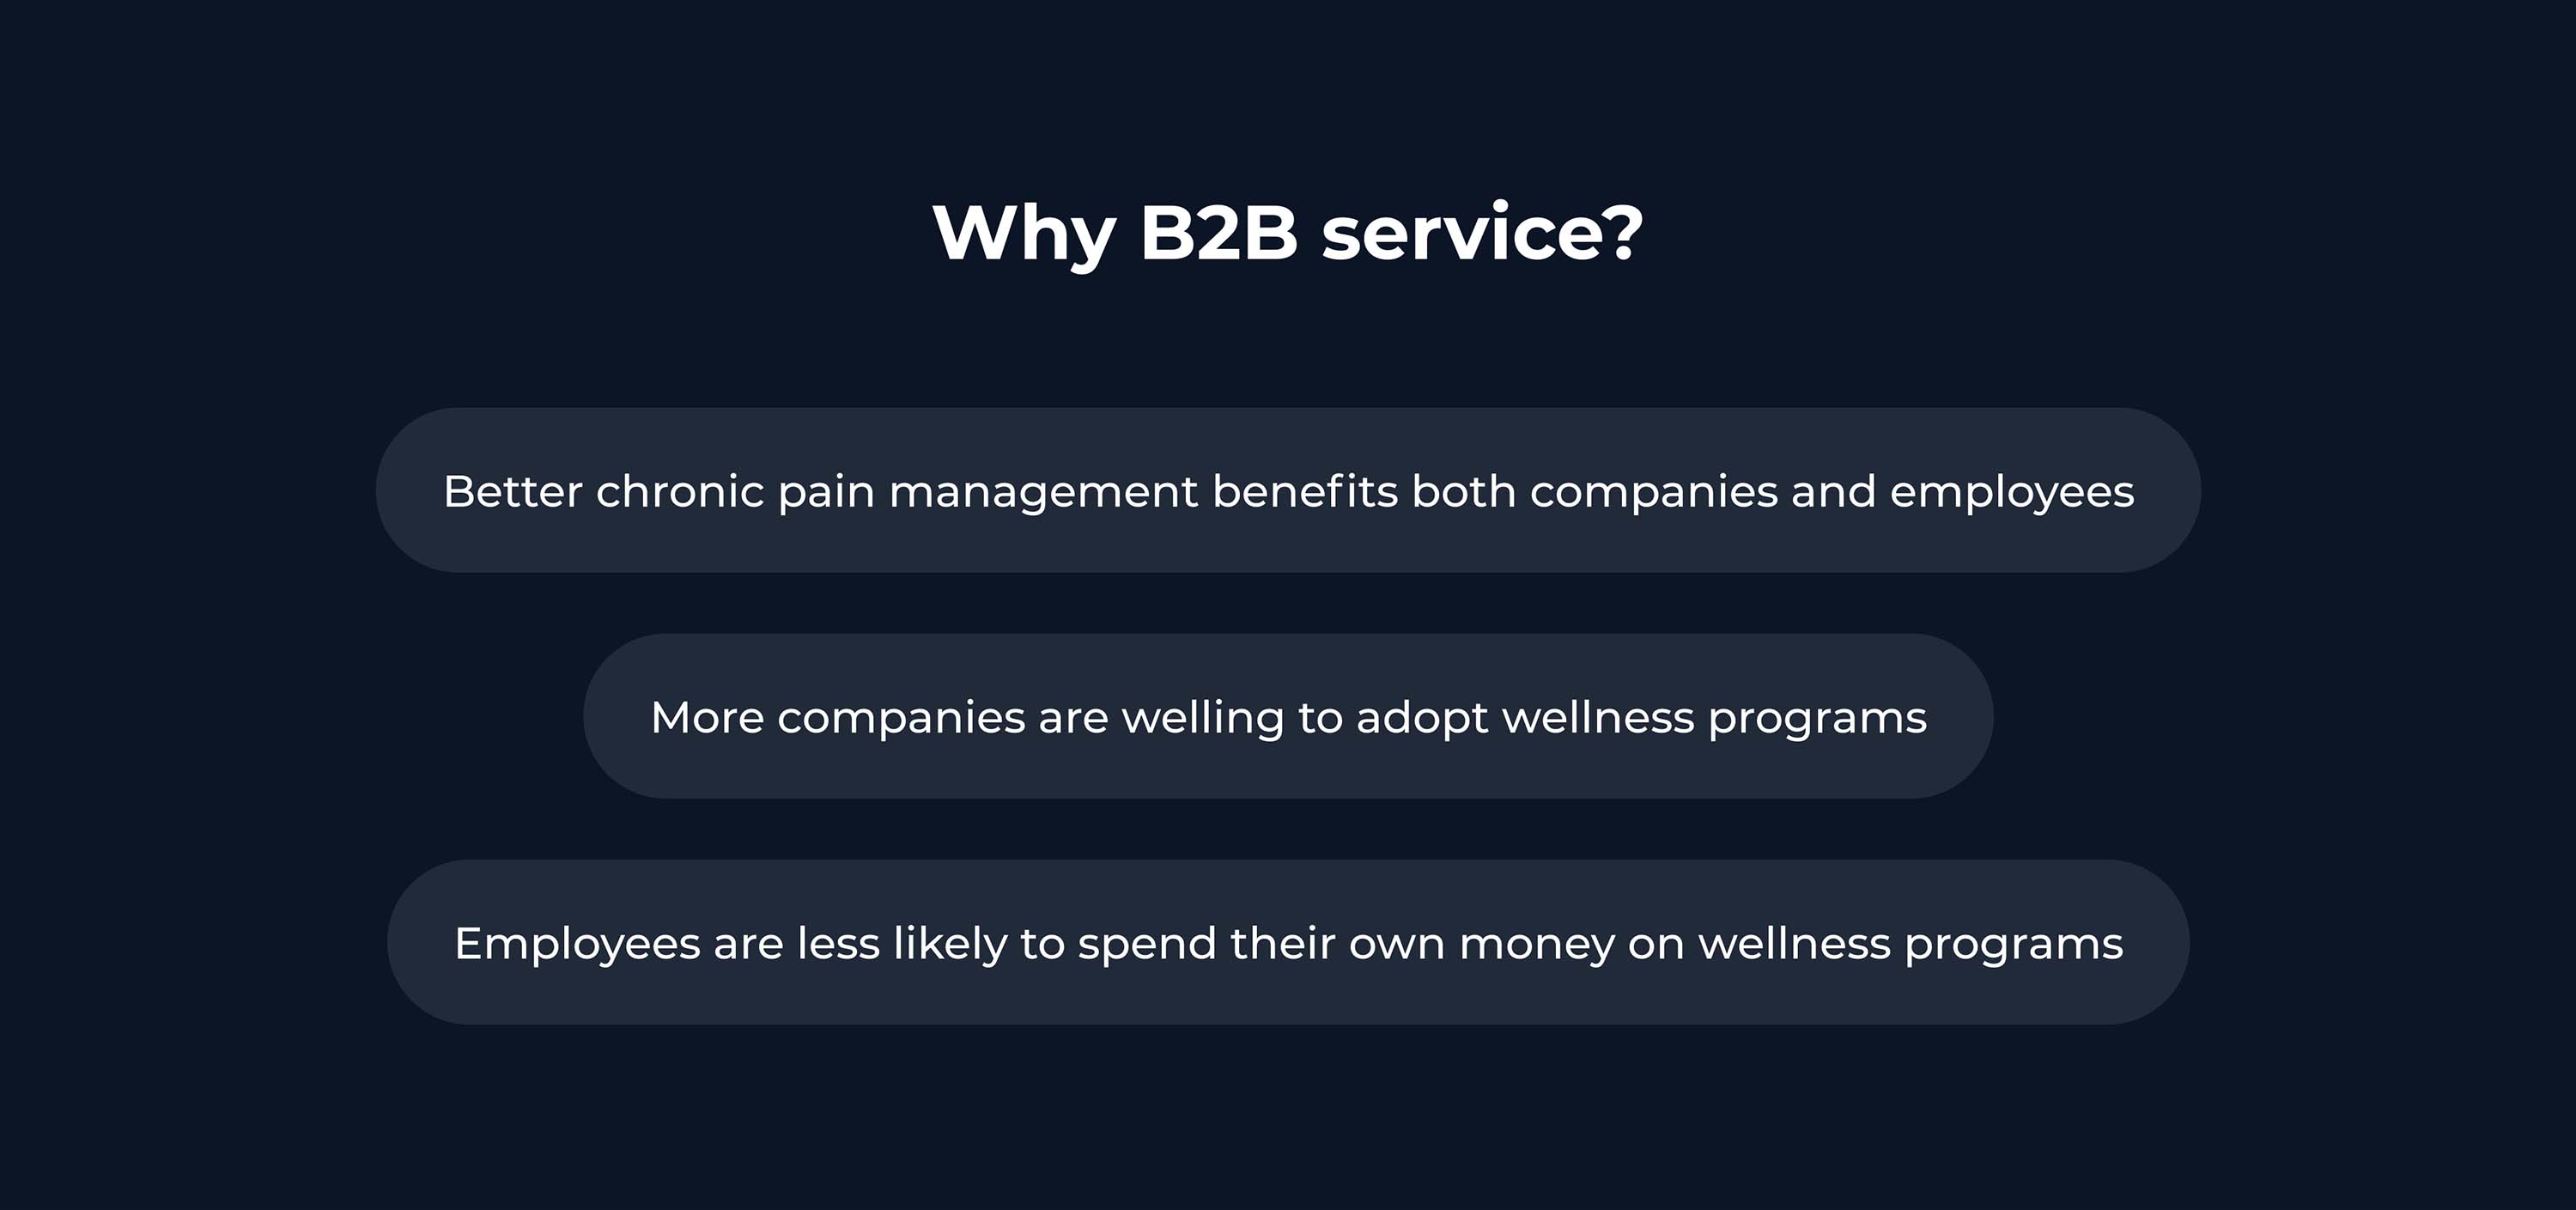 Why B2B service?
Better chronic pain management benefits both companies and employees
More companies are welling to adopt wellness programs
Employees are less likely to spend their own money on wellness programs